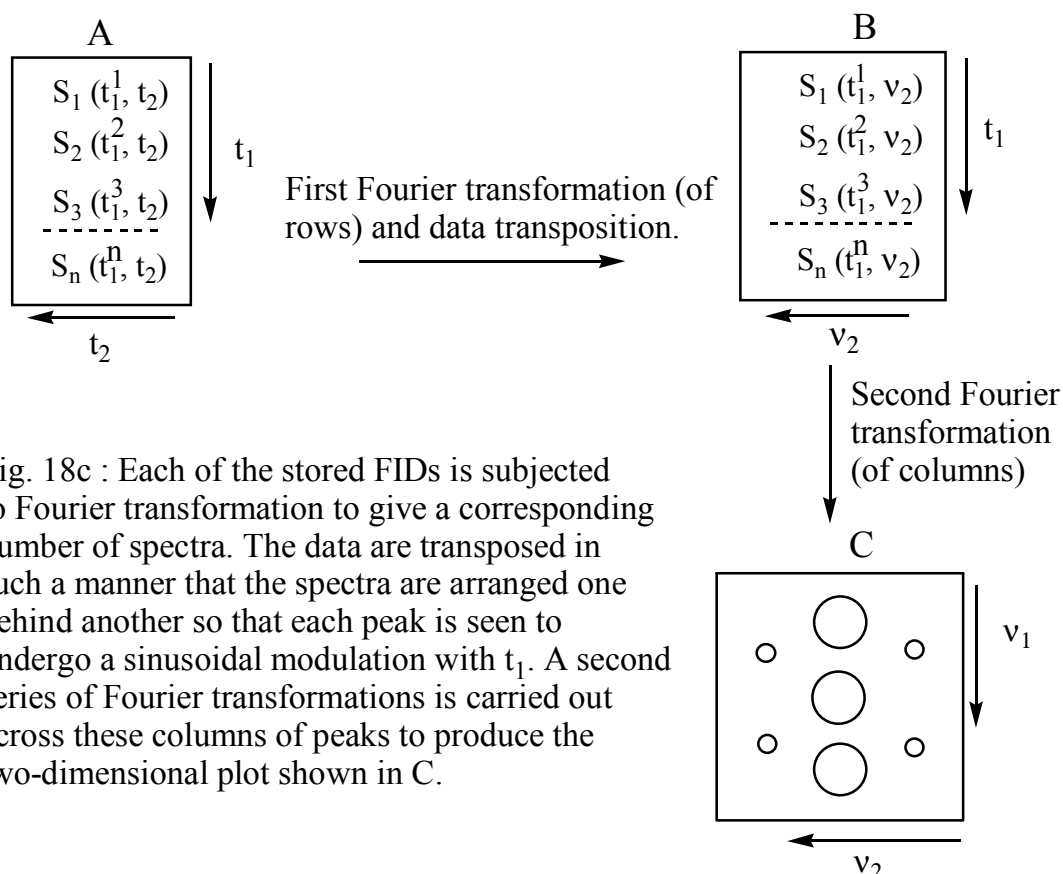 A
S₁ (t₁¹, t₂)
S₂ (t₁², t₂)
S₃ (t₁³, t₂)
Sₙ (t₁ⁿ, t₂)
t₁
t₂
First Fourier transformation (of
rows) and data transposition.
B
S₁ (t₁¹, ν₂)
S₂ (t₁², ν₂)
S₃ (t₁³, ν₂)
Sₙ (t₁ⁿ, ν₂)
t₁
ν₂
Second Fourier
transformation
(of columns)
ig. 18c : Each of the stored FIDs is subjected
o Fourier transformation to give a corresponding
umber of spectra. The data are transposed in
uch a manner that the spectra are arranged one
ehind another so that each peak is seen to
ndergo a sinusoidal modulation with t₁. A second
eries of Fourier transformations is carried out
cross these columns of peaks to produce the
wo-dimensional plot shown in C.
C
ν₁
ν₂